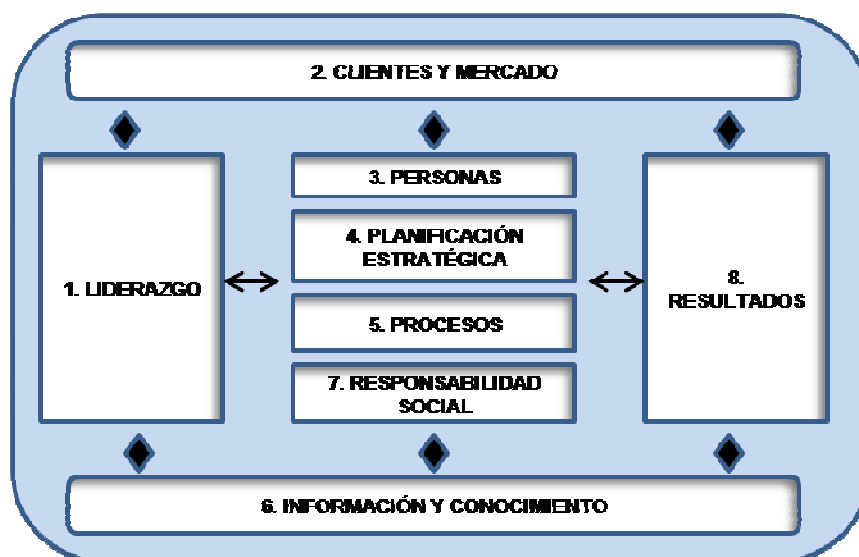 2. CLIENTES Y MERCADO
3. PERSONAS
4. PLANIFICACIÓN
ESTRATÉGICA
1. LIDERAZGO
8.
RESULTADOS
5. PROCESOS
7. RESPONSABILIDAD
SOCIAL
6. INFORMACIÓN Y CONOCIMIENTO